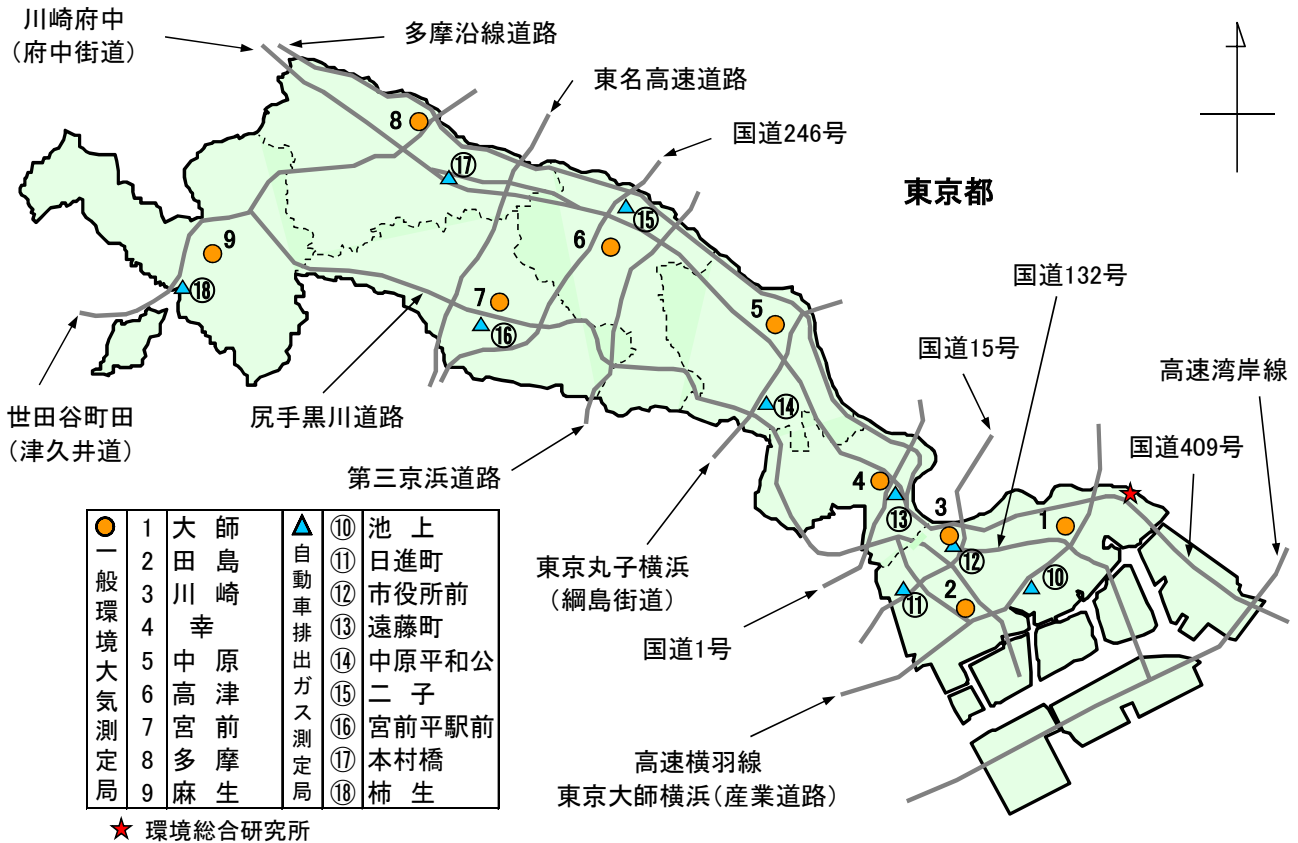 川崎府中
（府中街道）
多摩沿線道路
東名高速道路
国道246号
東京都
国道132号
国道15号
高速湾岸線
国道409号
8
⑰
⑮
6
9
⑱
7
⑯
5
⑭
4
⑬
3
⑫
1
⑩
2
⑪
世田谷町田
（津久井道）
尻手黒川道路
第三京浜道路
東京丸子横浜
（綱島街道）
国道1号
高速横羽線
東京大師横浜（産業道路）
一般環境大気測定局
1 大師
2 田島
3 川崎
4 幸
5 中原
6 高津
7 宮前
8 多摩
9 麻生
自動車排出ガス測定局
⑩ 池上
⑪ 日進町
⑫ 市役所前
⑬ 遠藤町
⑭ 中原平和公
⑮ 二子
⑯ 宮前平駅前
⑰ 本村橋
⑱ 柿生
環境総合研究所